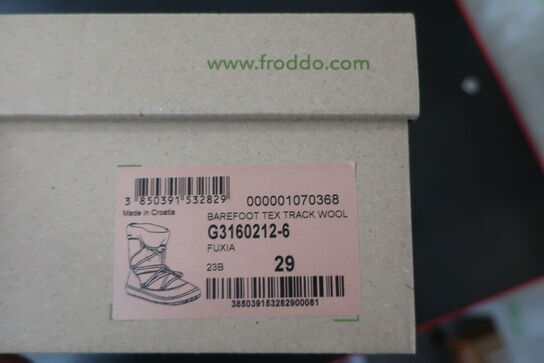 www.froddo.com
3 850391 532829
000001070368
Made in Croatia
BAREFOOT TEX TRACK WOOL
G3160212-6
FUXIA
23B
29
385039153282900081